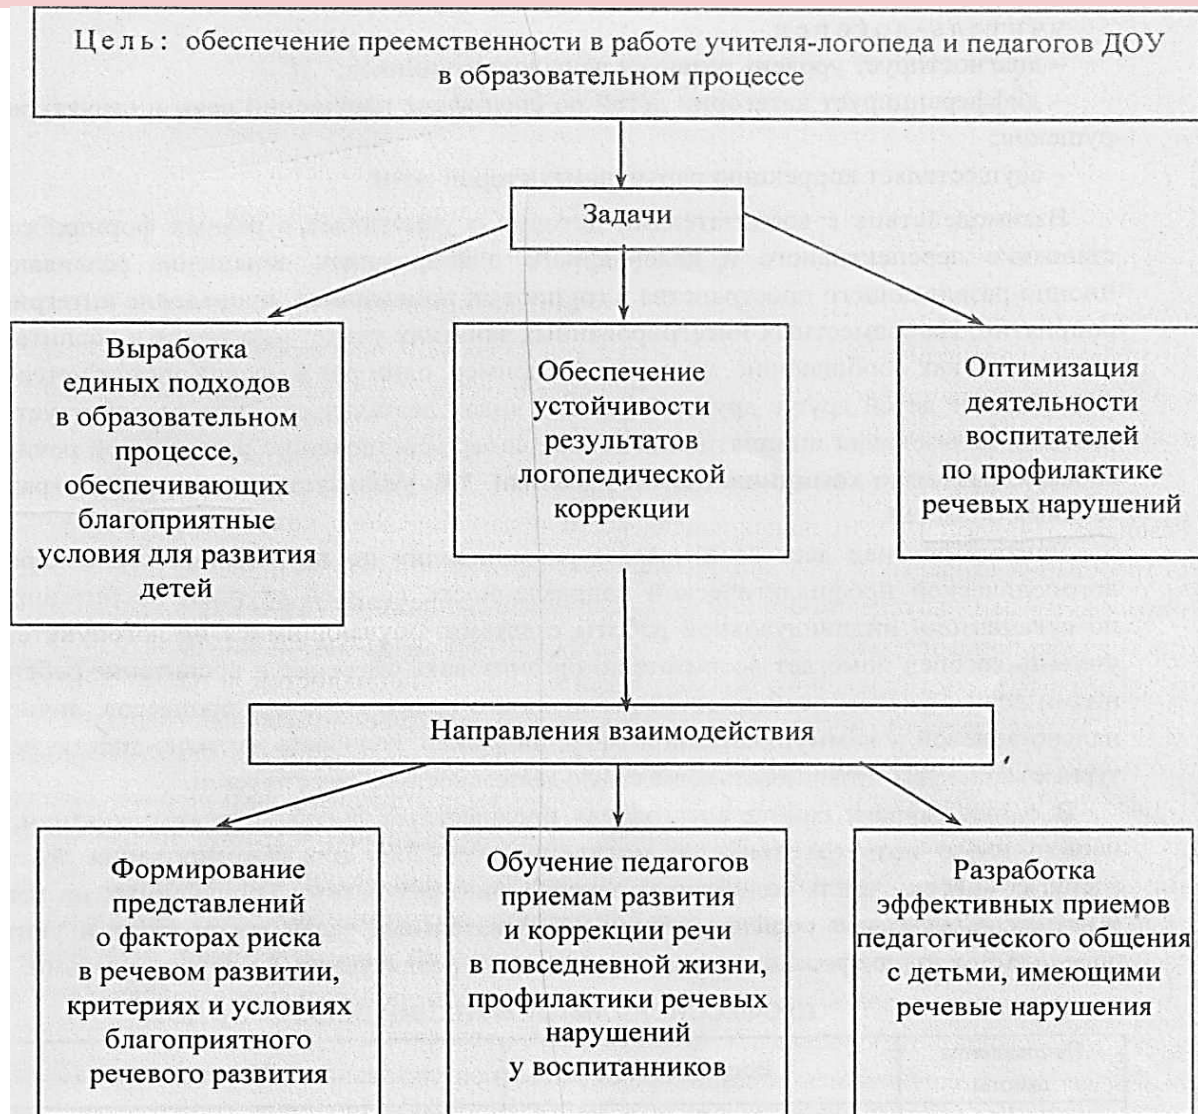 Цель: обеспечение преемственности в работе учителя-логопеда и педагогов ДОУ
в образовательном процессе
Задачи
Выработка
единых подходов
в образовательном
процессе,
обеспечивающих
благоприятные
условия для развития
детей
Обеспечение
устойчивости
результатов
логопедической
коррекции
Оптимизация
деятельности
воспитателей
по профилактике
речевых нарушений
Направления взаимодействия
Формирование
представлений
о факторах риска
в речевом развитии,
критериях и условиях
благоприятного
речевого развития
Обучение педагогов
приемам развития
и коррекции речи
в повседневной жизни,
профилактики речевых
нарушений
у воспитанников
Разработка
эффективных приемов
педагогического общения
с детьми, имеющими
речевые нарушения